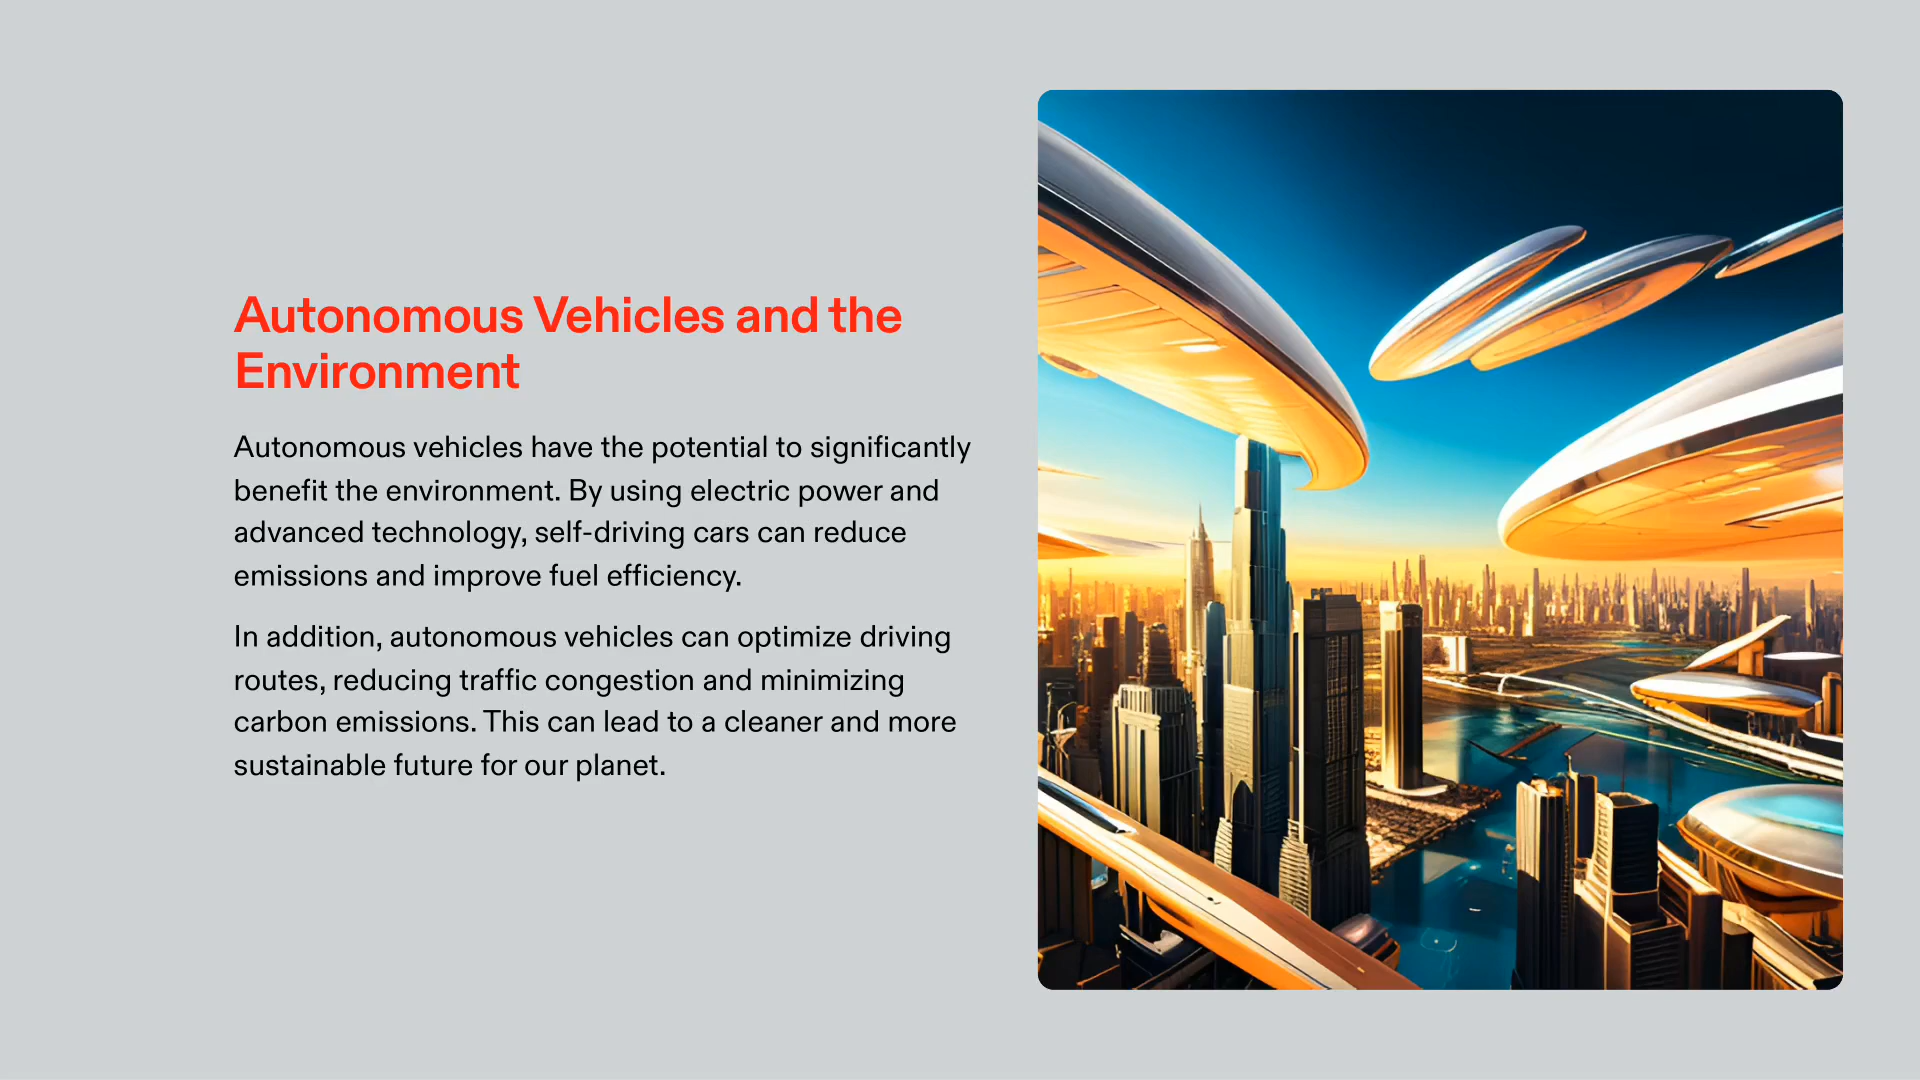 Autonomous Vehicles and the
Environment
Autonomous vehicles have the potential to significantly
benefit the environment. By using electric power and
advanced technology, self-driving cars can reduce
emissions and improve fuel efficiency.
In addition, autonomous vehicles can optimize driving
routes, reducing traffic congestion and minimizing
carbon emissions. This can lead to a cleaner and more
sustainable future for our planet.